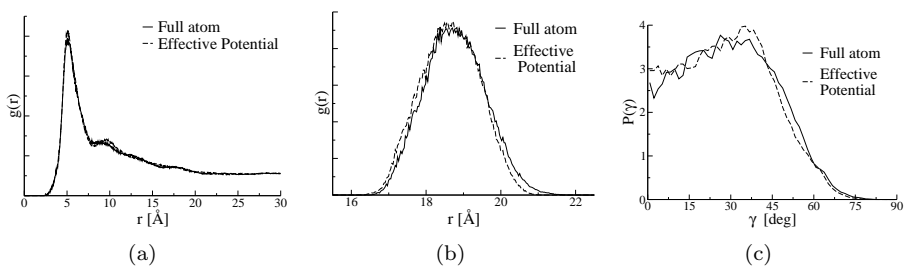 Full atom
Effective Potential
g(r)
0 5 10 15 20 25 30
r [Å]
(a)
Full atom
Effective
Potential
g(r)
16 18 20 22
r [Å]
(b)
P(γ)
4
3
2
1
0
Full atom
Effective
Potential
0 15 30 45 60 75 90
γ [deg]
(c)